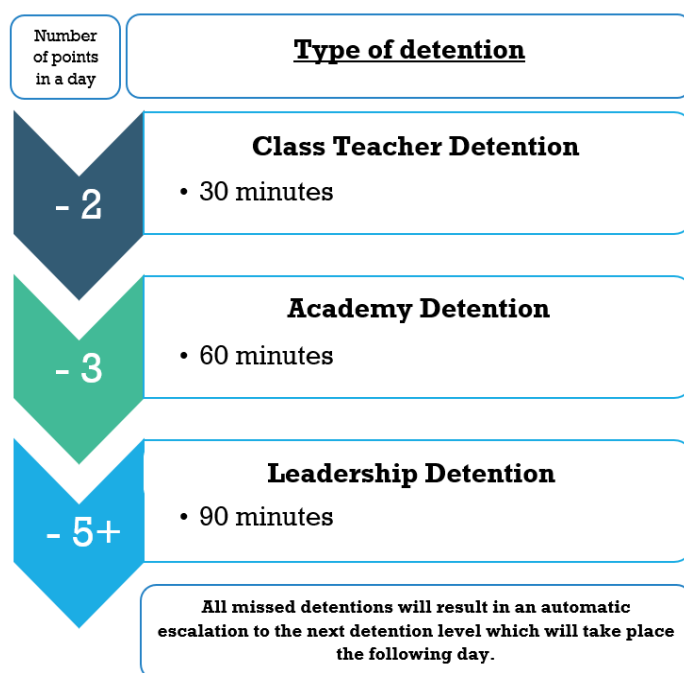 Number
of points
in a day
Type of detention
- 2
Class Teacher Detention
• 30 minutes
- 3
Academy Detention
• 60 minutes
- 5+
Leadership Detention
• 90 minutes
All missed detentions will result in an automatic
escalation to the next detention level which will take place
the following day.